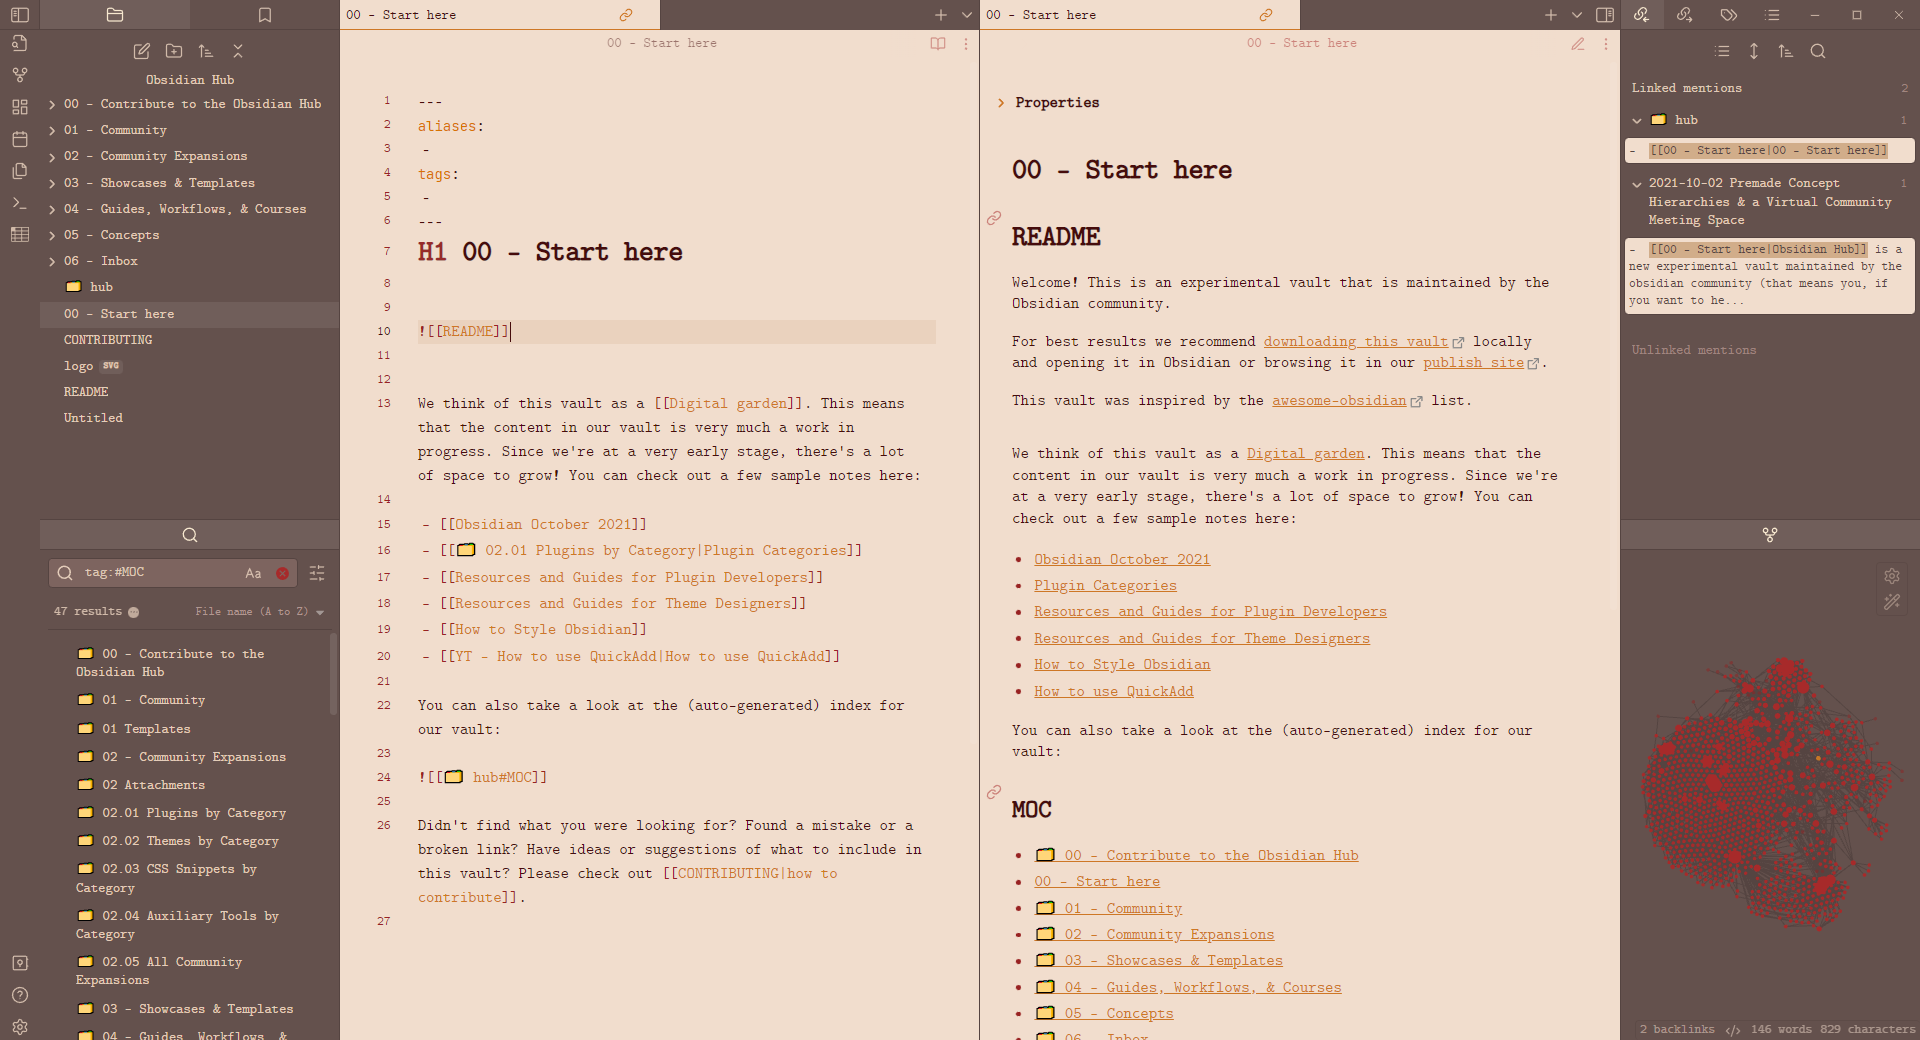 00 - Start here
00 - Start here
Obsidian Hub
00 - Contribute to the Obsidian Hub
01 - Community
02 - Community Expansions
03 - Showcases & Templates
04 - Guides, Workflows, & Courses
05 - Concepts
06 - Inbox
hub
00 - Start here
CONTRIBUTING
logo SVG
README
Untitled
tag:#MOC Aa
47 results File name (A to Z)
00 - Contribute to the
Obsidian Hub
01 - Community
01 Templates
02 - Community Expansions
02 Attachments
02.01 Plugins by Category
02.02 Themes by Category
02.03 CSS Snippets by
Category
02.04 Auxiliary Tools by
Category
02.05 All Community
Expansions
03 - Showcases & Templates
04 - Guides, Workflows, &
00 - Start here
1 ---
2 aliases:
3 -
4 tags:
5 -
6 ---
7 H1 00 - Start here
8
9
10 ![[README]]
11
12
13 We think of this vault as a [[Digital garden]]. This means
that the content in our vault is very much a work in
progress. Since we're at a very early stage, there's a lot
of space to grow! You can check out a few sample notes here:
14
15 - [[Obsidian October 2021]]
16 - [[🗂️ 02.01 Plugins by Category|Plugin Categories]]
17 - [[Resources and Guides for Plugin Developers]]
18 - [[Resources and Guides for Theme Designers]]
19 - [[How to Style Obsidian]]
20 - [[YT - How to use QuickAdd|How to use QuickAdd]]
21
22 You can also take a look at the (auto-generated) index for
our vault:
23
24 ![[🗂️ hub#MOC]]
25
26 Didn't find what you were looking for? Found a mistake or a
broken link? Have ideas or suggestions of what to include in
this vault? Please check out [[CONTRIBUTING|how to
contribute]].
27
00 - Start here
Properties
00 - Start here
README
Welcome! This is an experimental vault that is maintained by the
Obsidian community.
For best results we recommend downloading this vault locally
and opening it in Obsidian or browsing it in our publish site.
This vault was inspired by the awesome-obsidian list.
We think of this vault as a Digital garden. This means that the
content in our vault is very much a work in progress. Since we're
at a very early stage, there's a lot of space to grow! You can
check out a few sample notes here:
• Obsidian October 2021
• Plugin Categories
• Resources and Guides for Plugin Developers
• Resources and Guides for Theme Designers
• How to Style Obsidian
• How to use QuickAdd
You can also take a look at the (auto-generated) index for our
vault:
MOC
• 00 - Contribute to the Obsidian Hub
• 00 - Start here
• 01 - Community
• 02 - Community Expansions
• 03 - Showcases & Templates
• 04 - Guides, Workflows, & Courses
• 05 - Concepts
06 - Inbox
Linked mentions 2
hub 1
- [[00 - Start here|00 - Start here]]
2021-10-02 Premade Concept 1
Hierarchies & a Virtual Community
Meeting Space
- [[00 - Start here|Obsidian Hub]] is a
new experimental vault maintained by the
obsidian community (that means you, if
you want to he...
Unlinked mentions
2 backlinks 146 words 829 characters